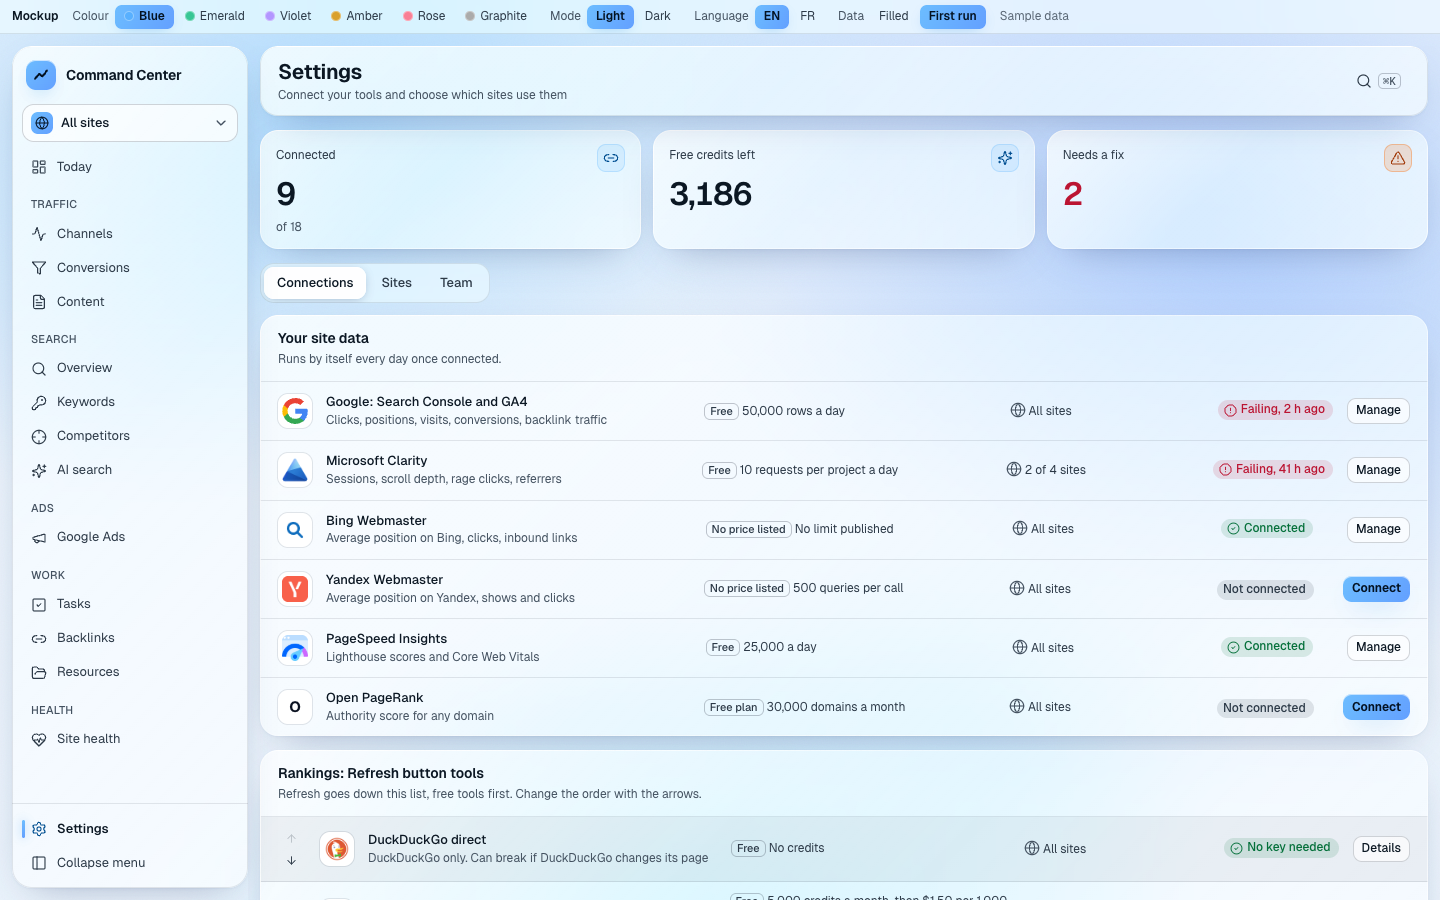 Mockup Colour Blue Emerald Violet Amber Rose Graphite Mode Light Dark Language EN FR Data Filled First run Sample data
Command Center
All sites
Today
TRAFFIC
Channels
Conversions
Content
SEARCH
Overview
Keywords
Competitors
AI search
ADS
Google Ads
WORK
Tasks
Backlinks
Resources
HEALTH
Site health
Settings
Collapse menu
Settings
Connect your tools and choose which sites use them
⌘K
Connected
9
of 18
Free credits left
3,186
Needs a fix
2
Connections Sites Team
Your site data
Runs by itself every day once connected.
Google: Search Console and GA4
Clicks, positions, visits, conversions, backlink traffic
Free 50,000 rows a day
All sites
Failing, 2 h ago
Manage
Microsoft Clarity
Sessions, scroll depth, rage clicks, referrers
Free 10 requests per project a day
2 of 4 sites
Failing, 41 h ago
Manage
Bing Webmaster
Average position on Bing, clicks, inbound links
No price listed No limit published
All sites
Connected
Manage
Yandex Webmaster
Average position on Yandex, shows and clicks
No price listed 500 queries per call
All sites
Not connected
Connect
PageSpeed Insights
Lighthouse scores and Core Web Vitals
Free 25,000 a day
All sites
Connected
Manage
O
Open PageRank
Authority score for any domain
Free plan 30,000 domains a month
All sites
Not connected
Connect
Rankings: Refresh button tools
Refresh goes down this list, free tools first. Change the order with the arrows.
DuckDuckGo direct
DuckDuckGo only. Can break if DuckDuckGo changes its page
Free No credits
All sites
No key needed
Details